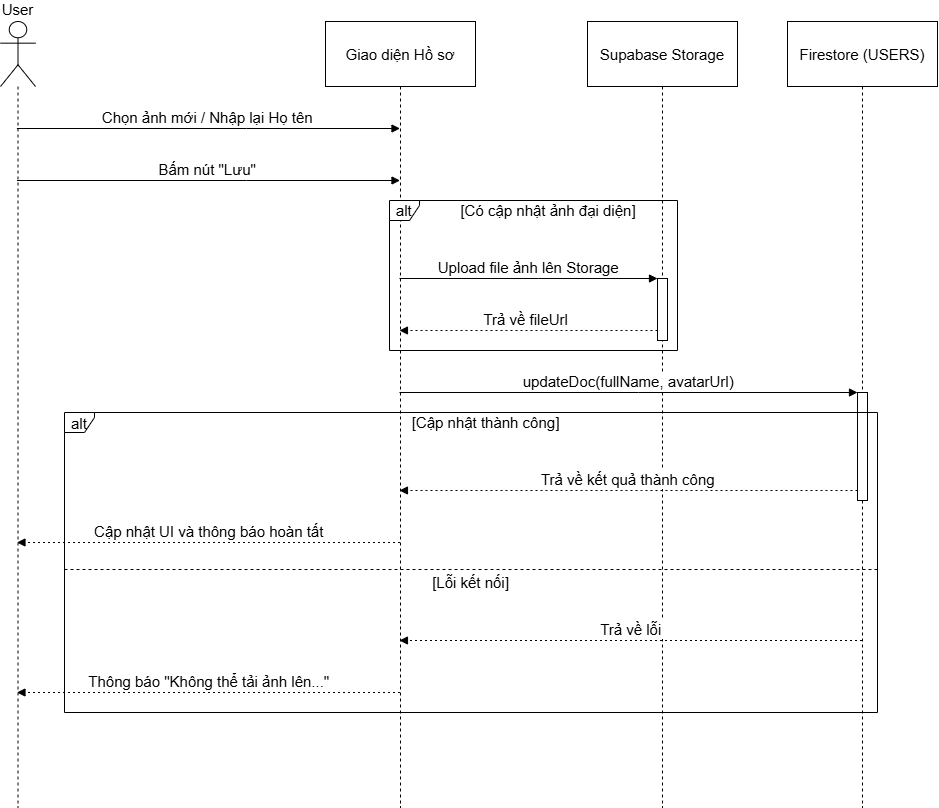 User
Giao diện Hồ sơ
Supabase Storage
Firestore (USERS)
Chọn ảnh mới / Nhập lại Họ tên
Bấm nút "Lưu"
alt
[Có cập nhật ảnh đại diện]
Upload file ảnh lên Storage
Trả về fileUrl
updateDoc(fullName, avatarUrl)
alt
[Cập nhật thành công]
Trả về kết quả thành công
Cập nhật UI và thông báo hoàn tất
[Lỗi kết nối]
Trả về lỗi
Thông báo "Không thể tải ảnh lên..."